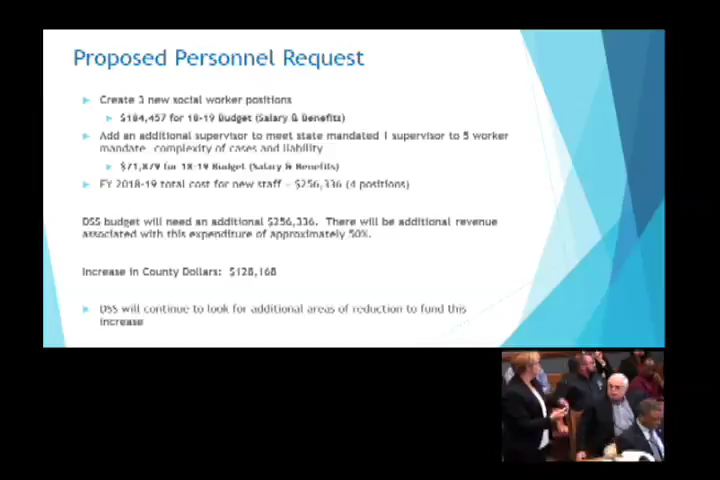 Proposed Personnel Request
Create 3 new social worker positions
$184,457 for 18-19 Budget (Salary & Benefits)
Add an additional supervisor to meet state mandated 1 supervisor to 5 worker
mandate complexity of cases and liability
$71,879 for 18-19 Budget (Salary & Benefits)
FY 2018-19 total cost for new staff - $256,336 (4 positions)
DSS budget will need an additional $256,336. There will be additional revenue
associated with this expenditure of approximately 50%.
Increase in County Dollars: $128,168
DSS will continue to look for additional areas of reduction to fund this
increase